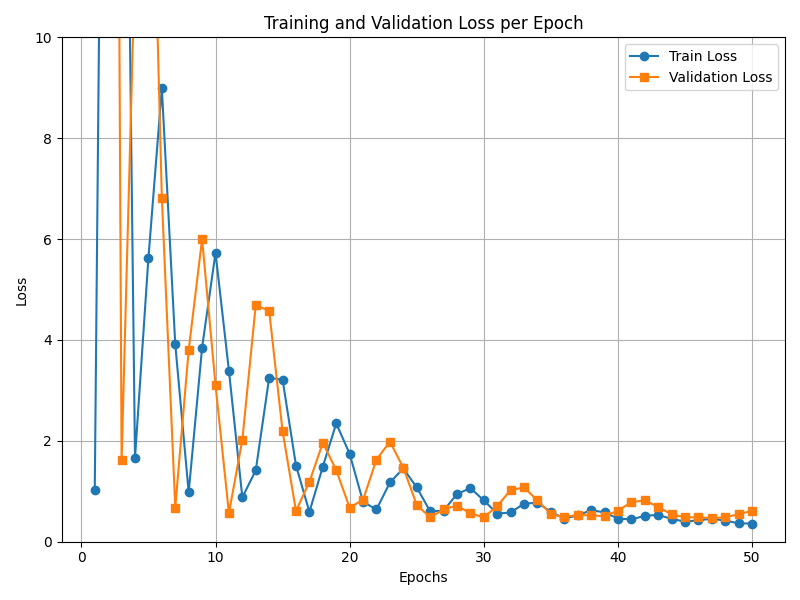 Training and Validation Loss per Epoch
Train Loss
Validation Loss
Loss
10
8
6
4
2
0
0 10 20 30 40 50
Epochs